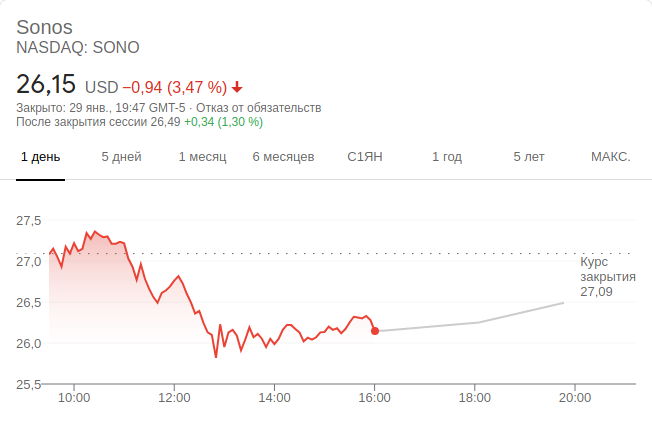 Sonos
NASDAQ: SONO
26,15 USD −0,94 (3,47 %)
Закрыто: 29 янв., 19:47 GMT-5 · Отказ от обязательств
После закрытия сессии 26,49 +0,34 (1,30 %)
1 день 5 дней 1 месяц 6 месяцев С1ЯН 1 год 5 лет МАКС.
27,5
27,0
26,5
26,0
25,5
Курс
закрытия
27,09
10:00 12:00 14:00 16:00 18:00 20:00